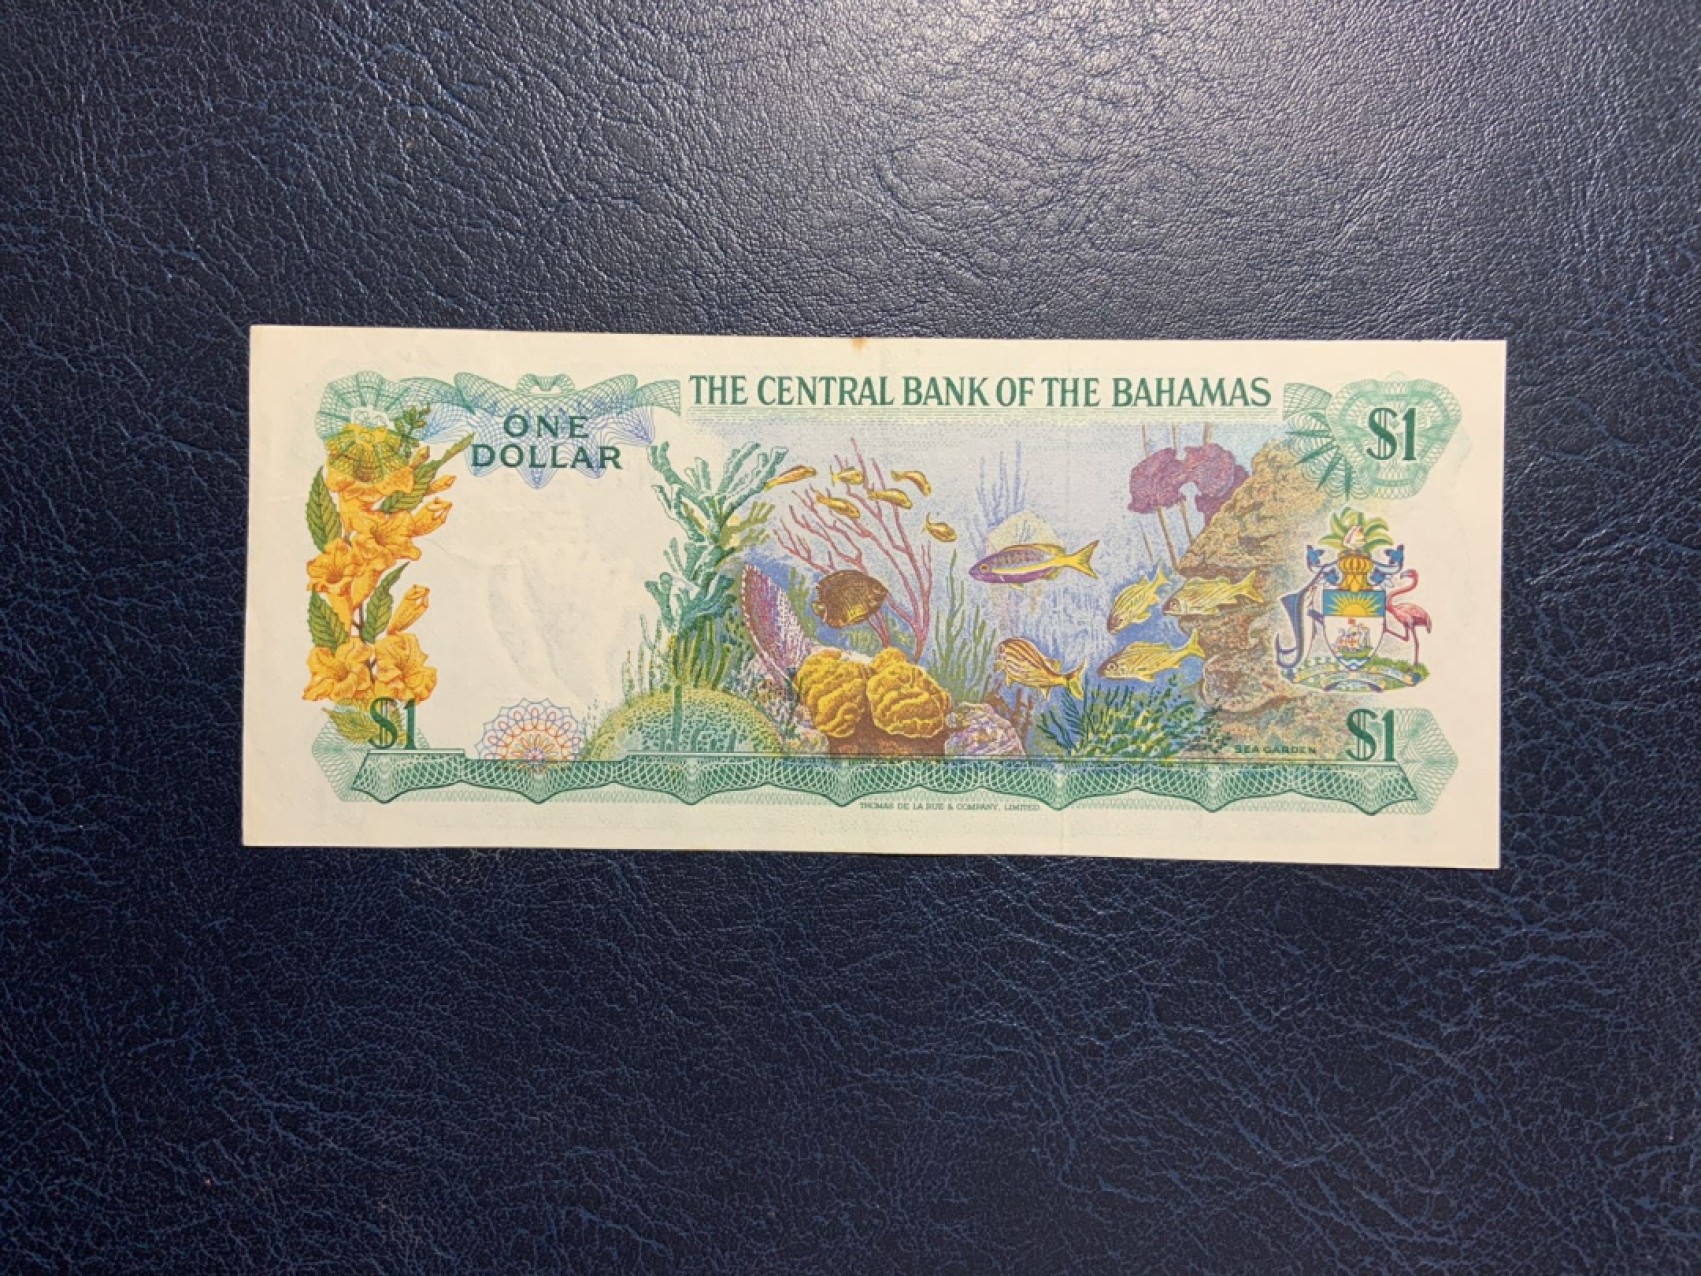 THE CENTRAL BANK OF THE BAHAMAS
ONE
DOLLAR
$1
$1
SEA GARDEN
$1
THOMAS DE LA RUE & COMPANY, LIMITED